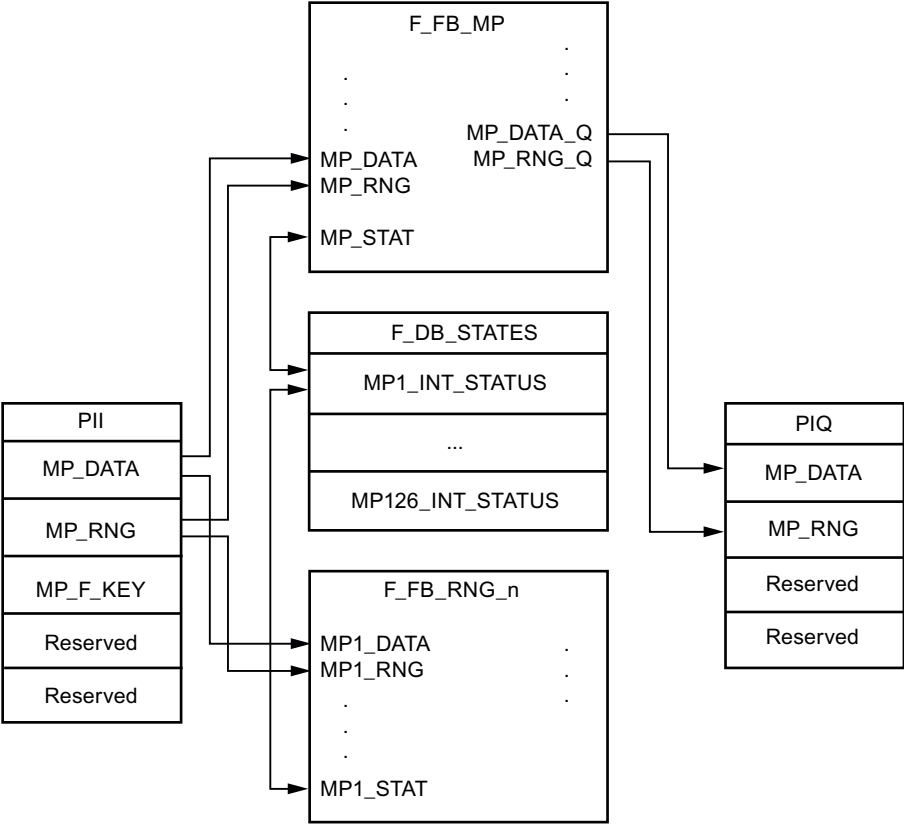 F_FB_MP
.
.
.
.
.
.
MP_DATA_Q
MP_RNG_Q
MP_DATA
MP_RNG
MP_STAT
F_DB_STATES
MP1_INT_STATUS
...
MP126_INT_STATUS
PII
MP_DATA
MP_RNG
MP_F_KEY
Reserved
Reserved
F_FB_RNG_n
MP1_DATA
MP1_RNG
.
.
.
.
.
.
MP1_STAT
PIQ
MP_DATA
MP_RNG
Reserved
Reserved